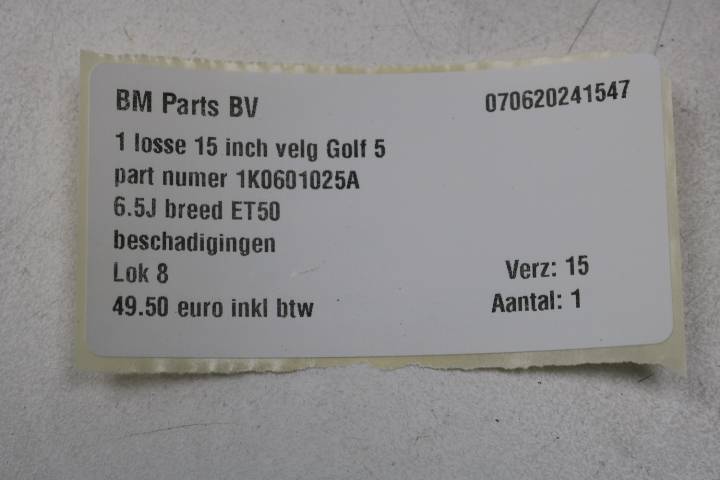 BM Parts BV 070620241547
1 losse 15 inch velg Golf 5
part numer 1K0601025A
6.5J breed ET50
beschadigingen
Lok 8 Verz: 15
49.50 euro inkl btw Aantal: 1